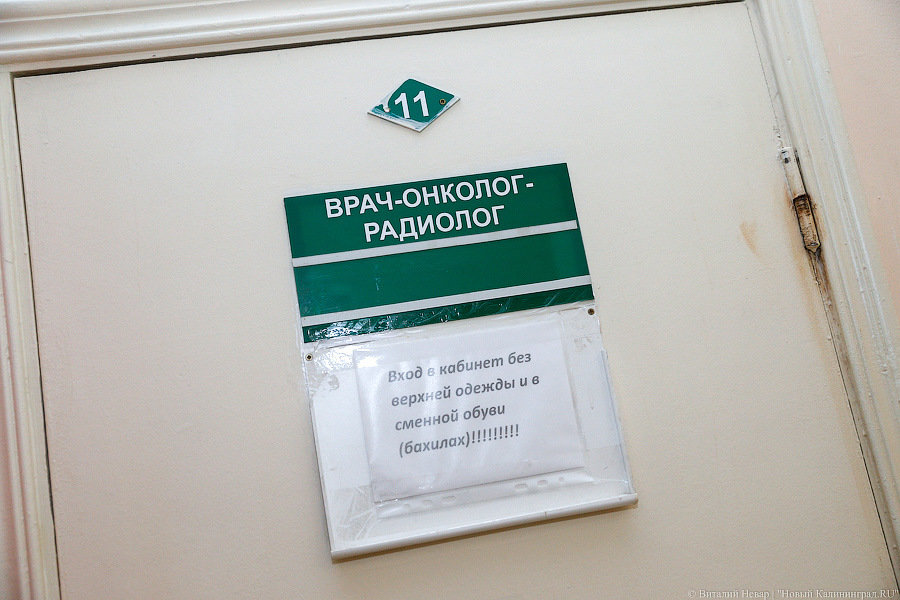 11
ВРАЧ-ОНКОЛОГ-
РАДИОЛОГ
Вход в кабинет без
верхней одежды и в
сменной обуви
(бахилах)!!!!!!!!!
© Виталий Невар | "Новый Калининград.RU"